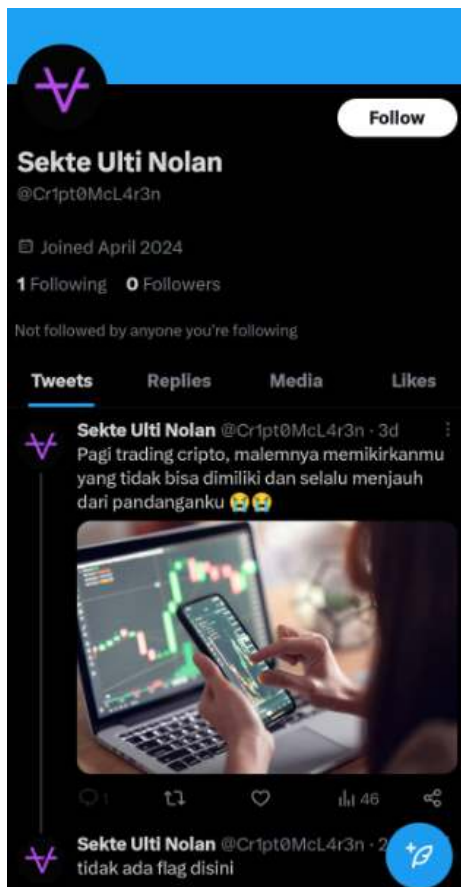 Follow
Sekte Ulti Nolan
@Cr1pt0McL4r3n
Joined April 2024
1 Following 0 Followers
Not followed by anyone you're following
Tweets Replies Media Likes
Sekte Ulti Nolan @Cr1pt0McL4r3n · 3d
Pagi trading cripto, malemnya memikirkanmu
yang tidak bisa dimiliki dan selalu menjauh
dari pandanganku 😭😭
1 46
Sekte Ulti Nolan @Cr1pt0McL4r3n · 2
tidak ada flag disini